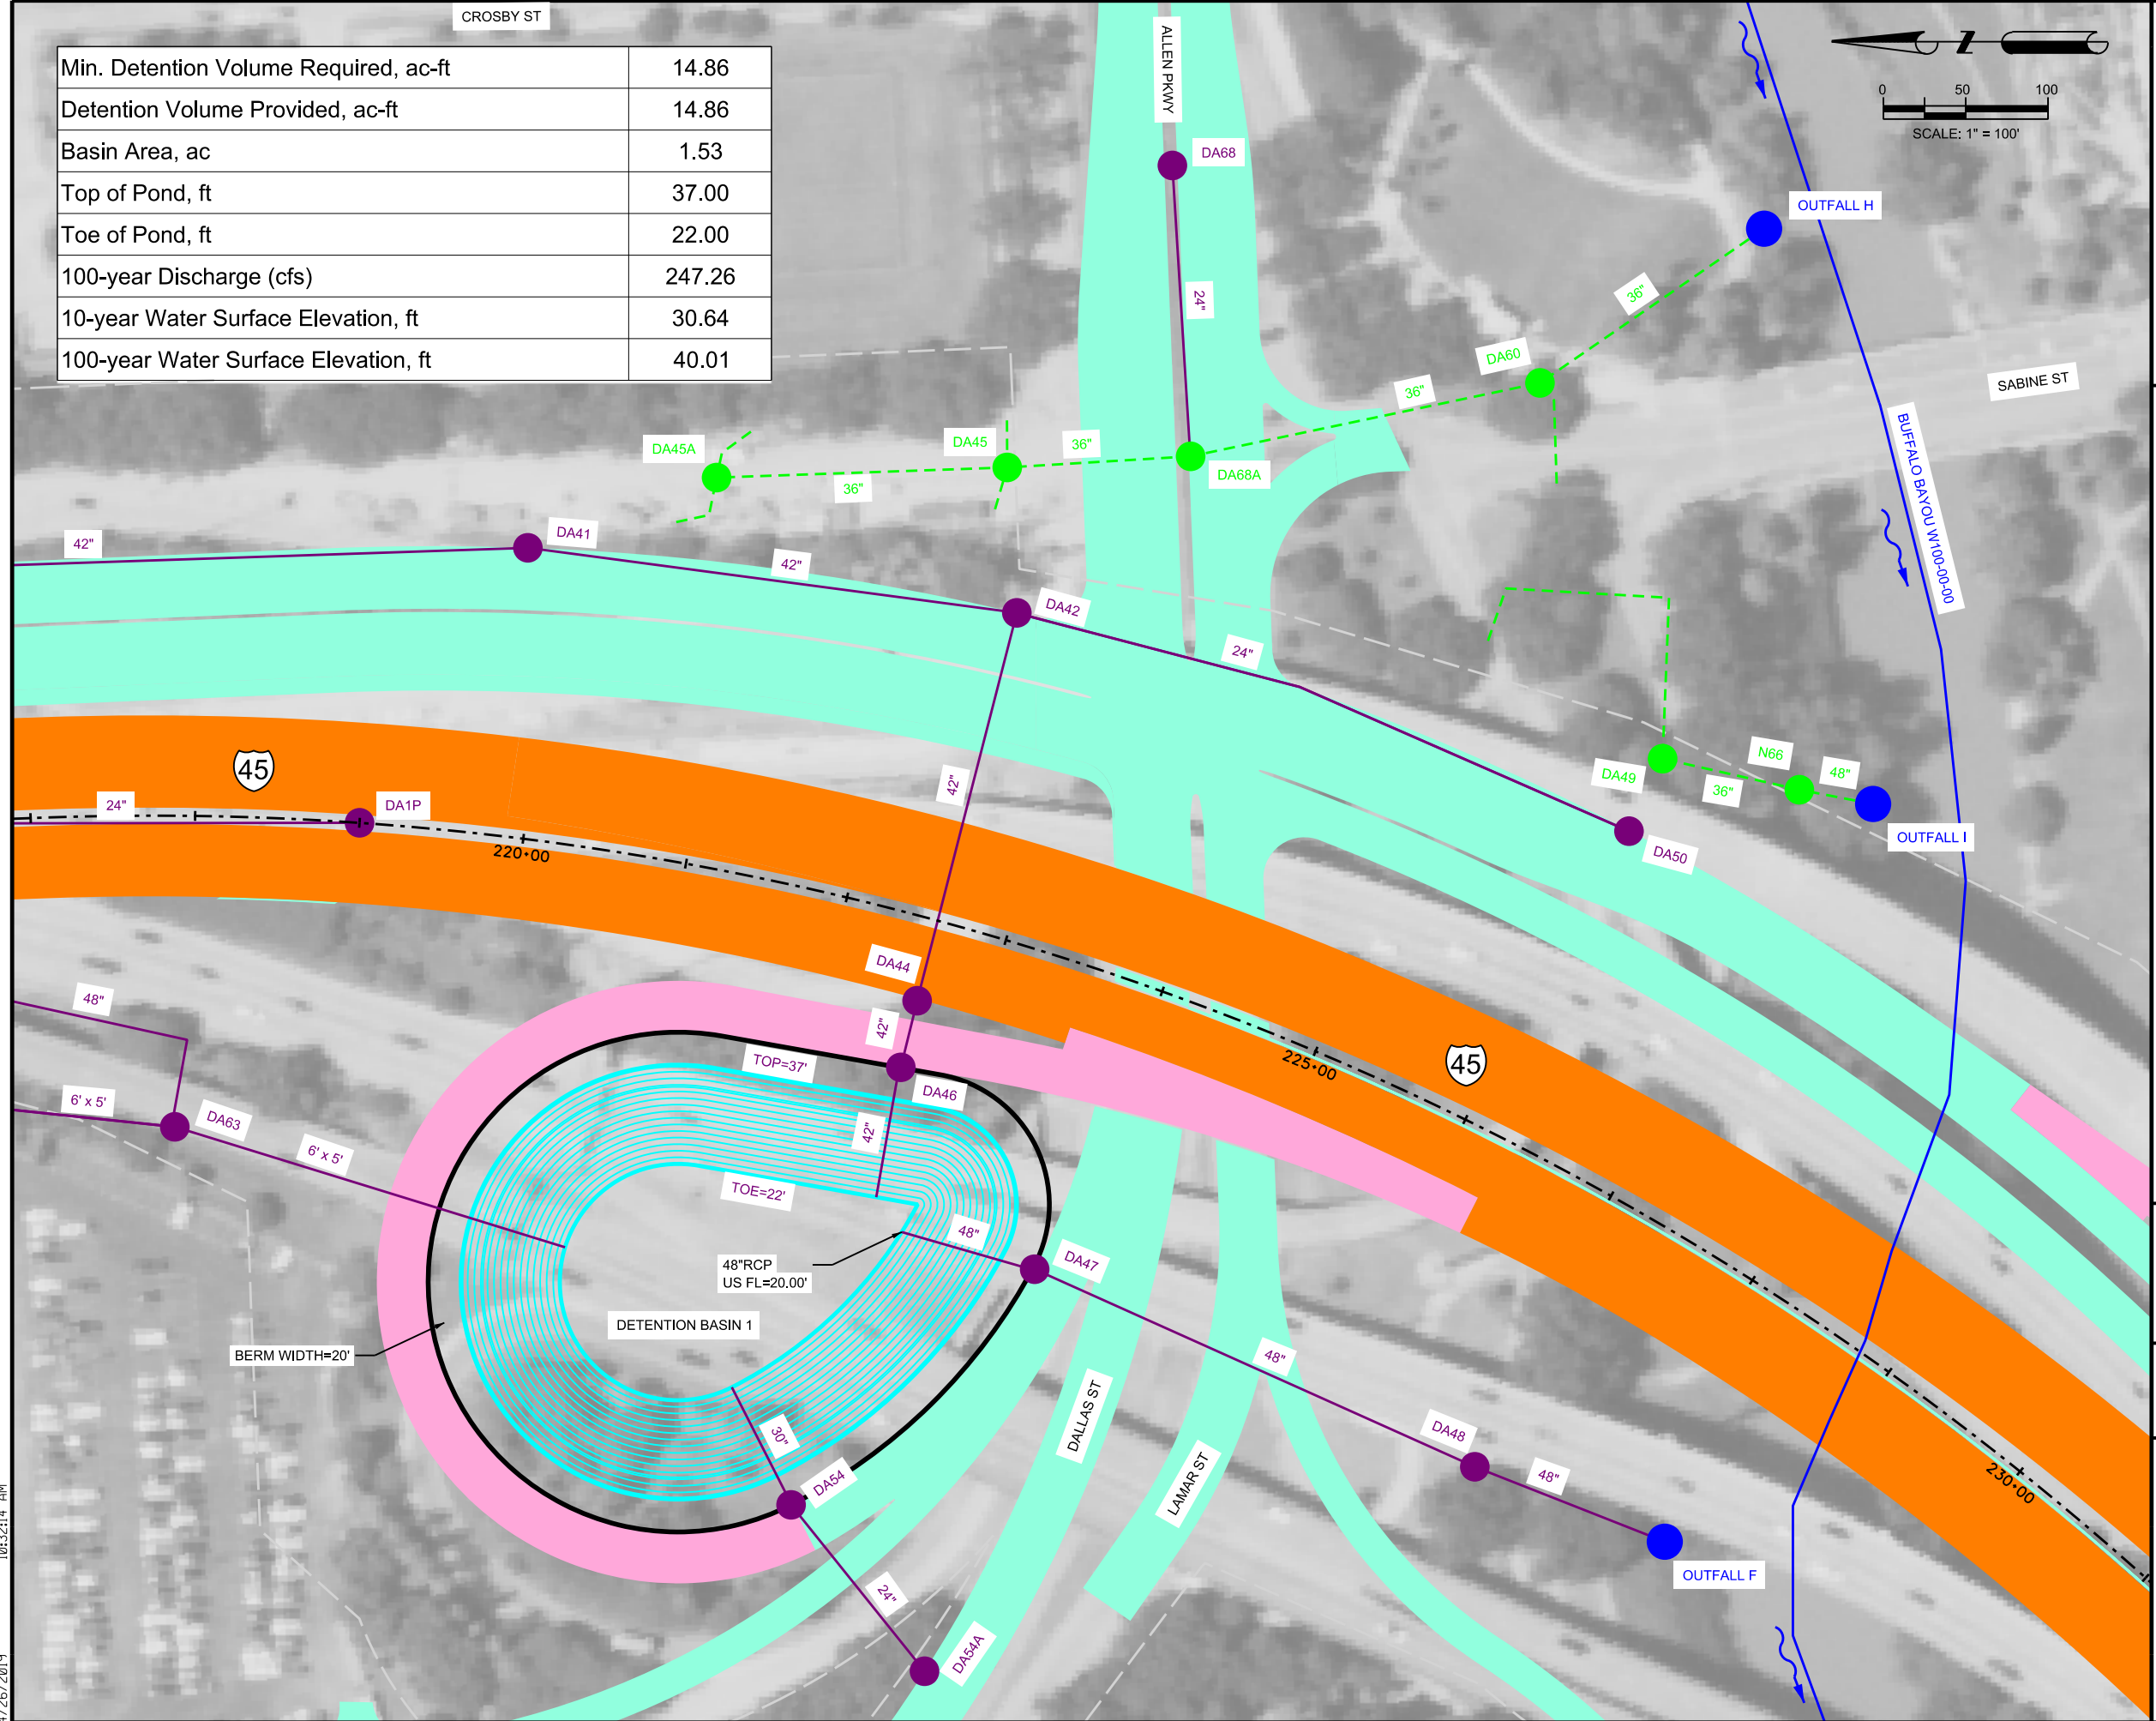 CROSBY ST
Min. Detention Volume Required, ac-ft 14.86
Detention Volume Provided, ac-ft 14.86
Basin Area, ac 1.53
Top of Pond, ft 37.00
Toe of Pond, ft 22.00
100-year Discharge (cfs) 247.26
10-year Water Surface Elevation, ft 30.64
100-year Water Surface Elevation, ft 40.01
ALLEN PKWY
Z
0 50 100
SCALE: 1" = 100'
DA68
OUTFALL H
24"
36"
DA60
SABINE ST
36"
DA45A
DA45
36"
DA68A
36"
BUFFALO BAYOU W100-00-00
42"
DA41
42"
DA42
24"
45
24"
DA1P
220+00
42"
DA49
N66
48"
36"
OUTFALL I
DA50
DA44
48"
42"
TOP=37'
DA46
225+00
45
6' x 5'
DA63
6' x 5'
42"
TOE=22'
48"
DA47
48"RCP
US FL=20.00'
DETENTION BASIN 1
BERM WIDTH=20'
48"
30"
DALLAS ST
DA48
LAMAR ST
48"
DA54
230+00
OUTFALL F
24"
DA54A
10:32:14 AM
4/26/2019